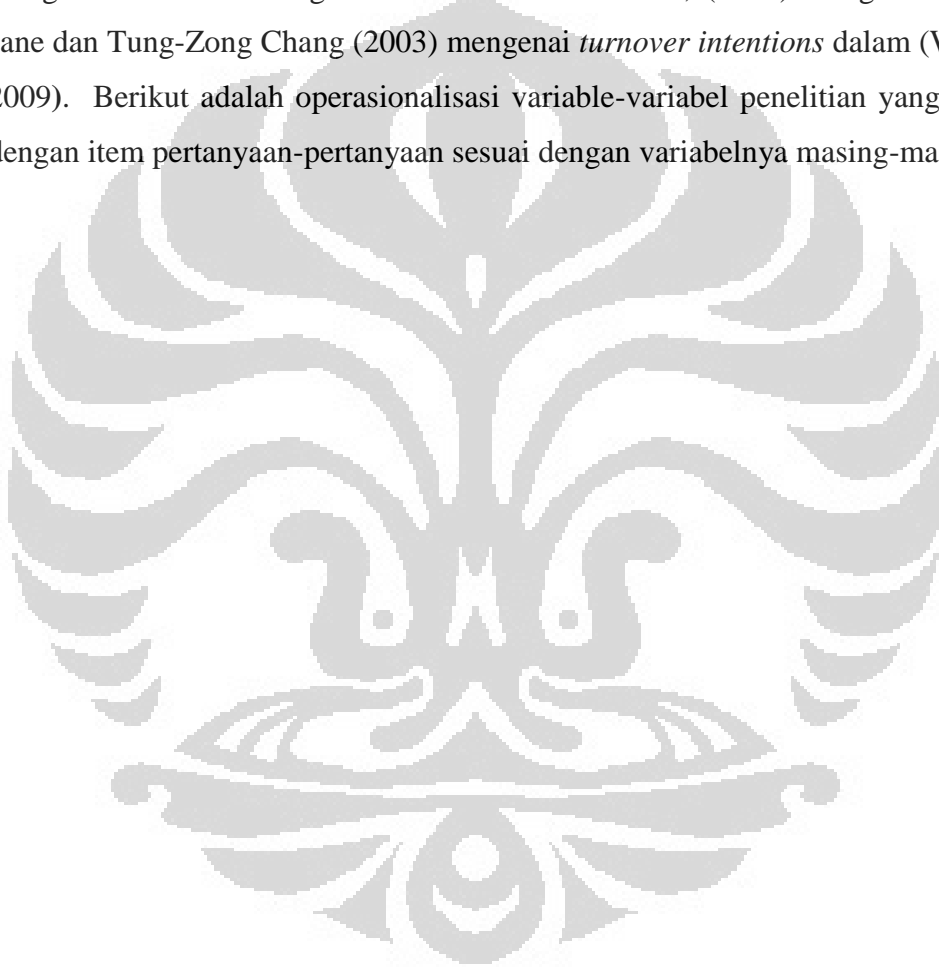 ane dan Tung-Zong Chang (2003) mengenai turnover intentions dalam (V
2009). Berikut adalah operasionalisasi variable-variabel penelitian yang
dengan item pertanyaan-pertanyaan sesuai dengan variabelnya masing-ma